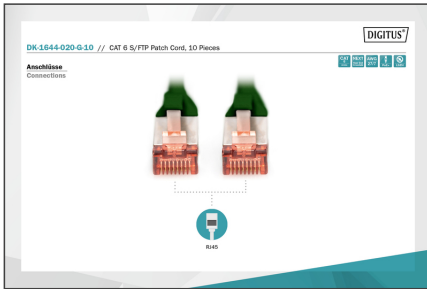 DIGITUS®
DK-1644-020-G-10 // CAT 6 S/FTP Patch Cord, 10 Pieces
Anschlüsse
Connections
RJ45